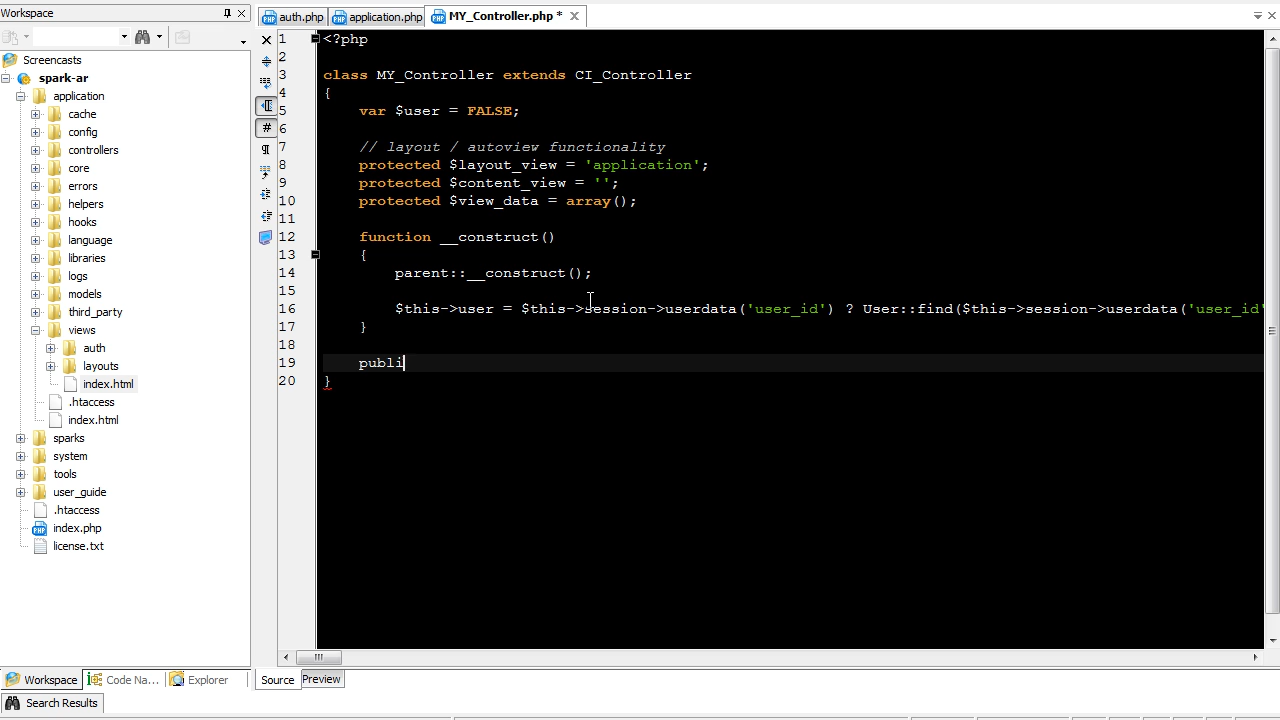 Workspace
auth.php application.php MY_Controller.php *
Screencasts
spark-ar
application
cache
config
controllers
core
errors
helpers
hooks
language
libraries
logs
models
third_party
views
auth
layouts
index.html
.htaccess
index.html
sparks
system
tools
user_guide
.htaccess
index.php
license.txt
1 <?php
2
3 class MY_Controller extends CI_Controller
4 {
5 var $user = FALSE;
6
7 // layout / autoview functionality
8 protected $layout_view = 'application';
9 protected $content_view = '';
10 protected $view_data = array();
11
12 function __construct()
13 {
14 parent::__construct();
15
16 $this->user = $this->session->userdata('user_id') ? User::find($this->session->userdata('user_id'
17 }
18
19 publi
20 }
Workspace Code Na... Explorer
Source Preview
Search Results